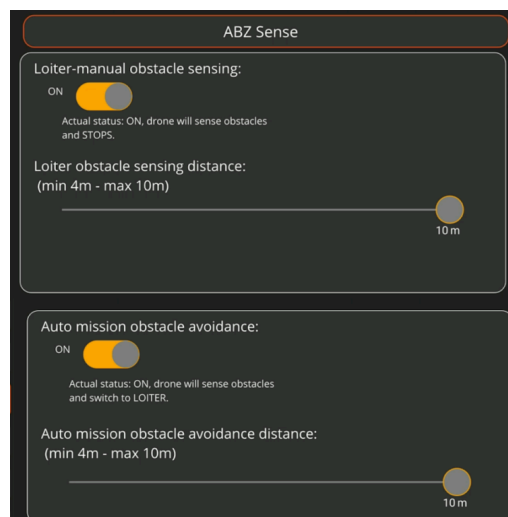 ABZ Sense
Loiter-manual obstacle sensing:
ON
Actual status: ON, drone will sense obstacles
and STOPS.
Loiter obstacle sensing distance:
(min 4m - max 10m)
10 m
Auto mission obstacle avoidance:
ON
Actual status: ON, drone will sense obstacles
and switch to LOITER.
Auto mission obstacle avoidance distance:
(min 4m - max 10m)
10 m